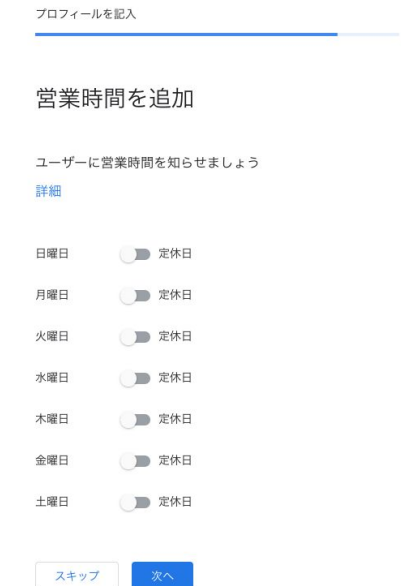 プロフィールを記入
営業時間を追加
ユーザーに営業時間を知らせましょう
詳細
日曜日 定休日
月曜日 定休日
火曜日 定休日
水曜日 定休日
木曜日 定休日
金曜日 定休日
土曜日 定休日
スキップ 次へ